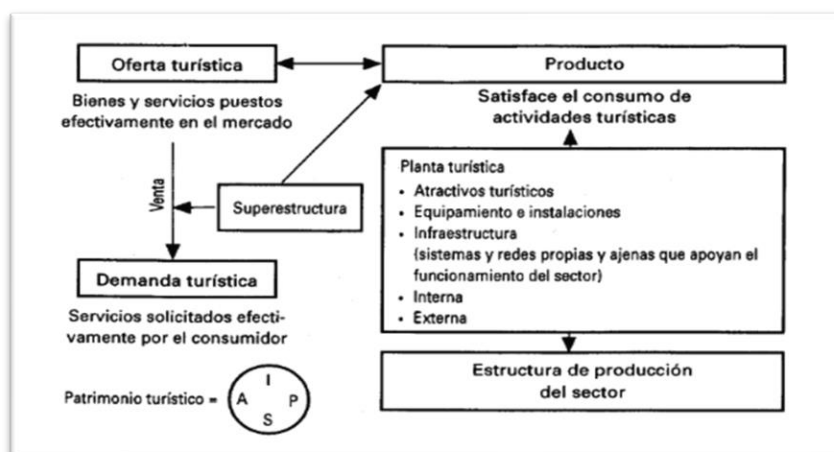 Oferta turística
Bienes y servicios puestos
efectivamente en el mercado
Venta
Superestructura
Demanda turística
Servicios solicitados efecti-
vamente por el consumidor
Patrimonio turístico =
I
A P
S
Producto
Satisface el consumo de
actividades turísticas
Planta turística
• Atractivos turísticos
• Equipamiento e instalaciones
• Infraestructura
(sistemas y redes propias y ajenas que apoyan el
funcionamiento del sector)
• Interna
• Externa
Estructura de producción
del sector